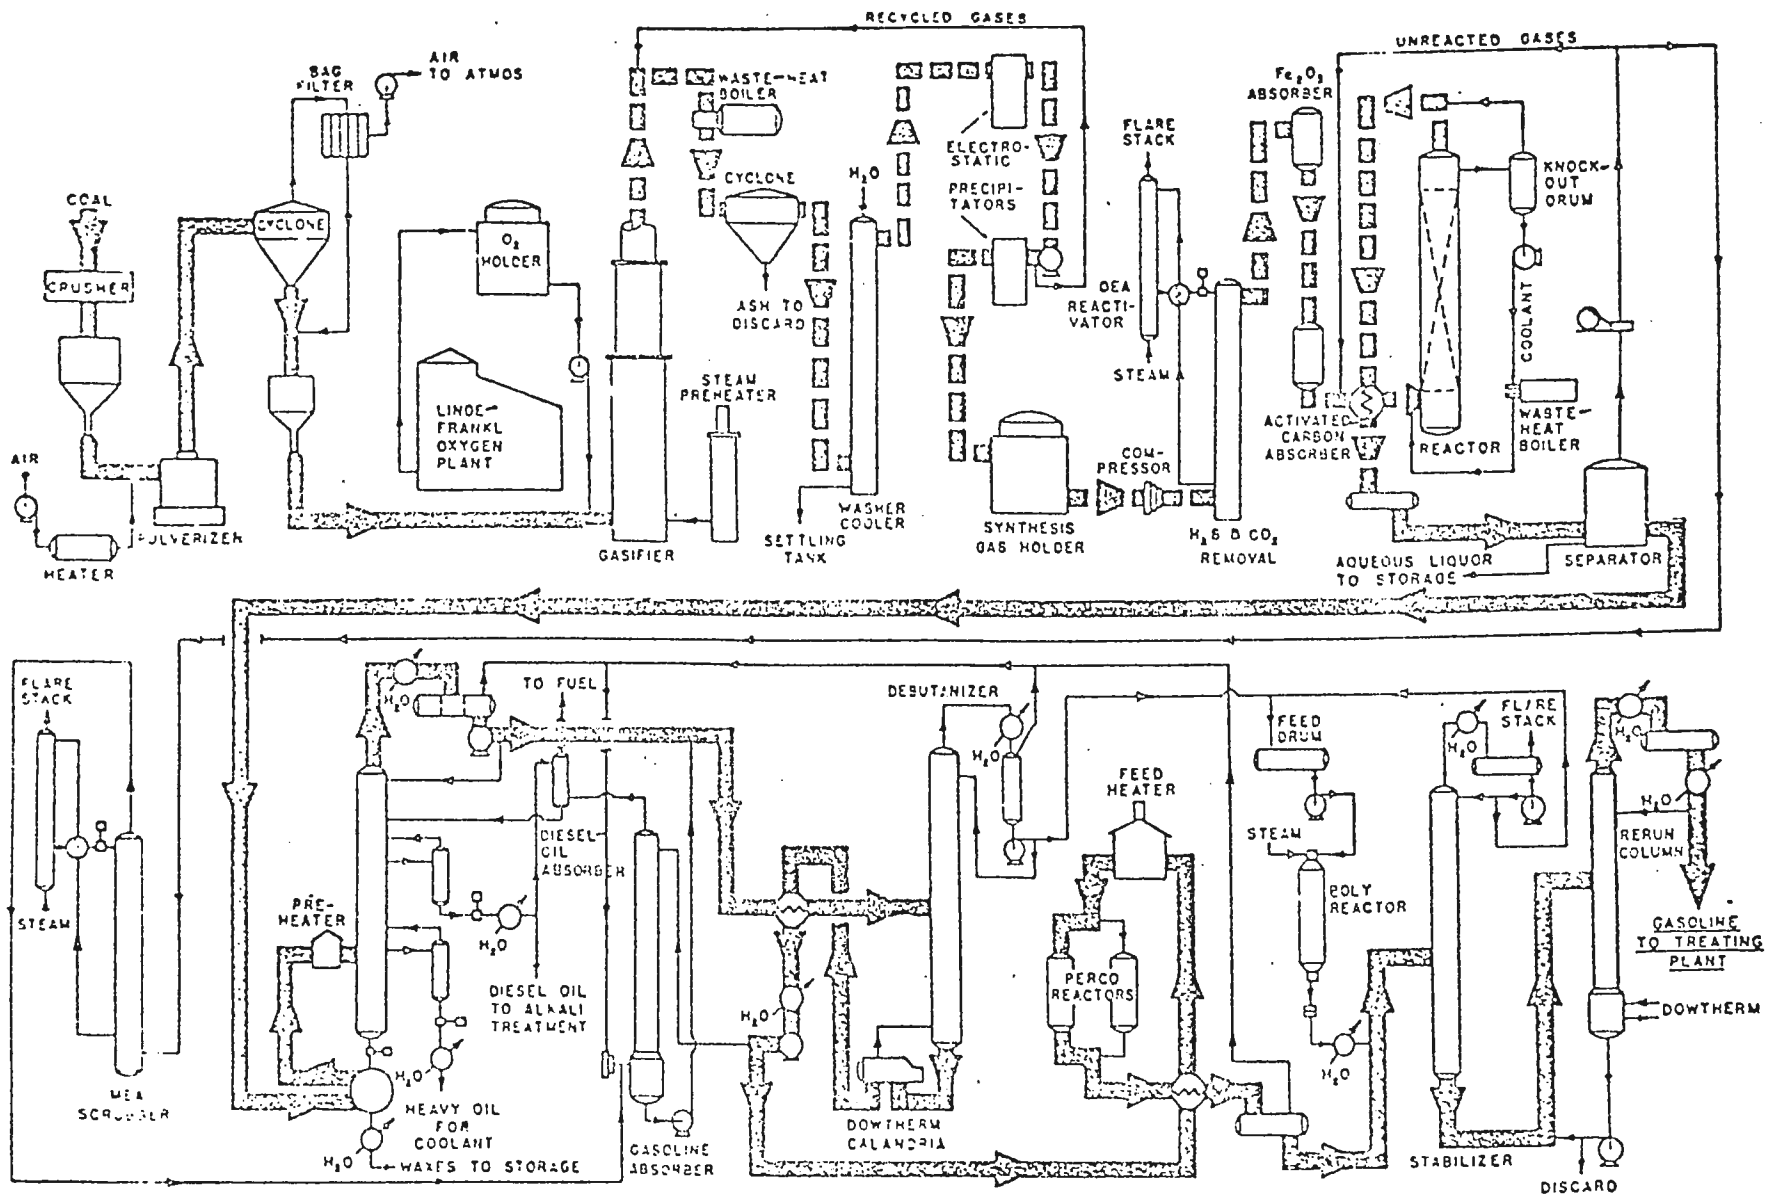 RECYCLED GASES
UNREACTED GASES
AIR
TO ATMOS
BAG
FILTER
WASTE-HEAT
BOILER
Fe2O3
ABSORBER
FLARE
STACK
ELECTRO-
STATIC
PRECIPI-
TATORS
KNOCK-
OUT
DRUM
COAL
CYCLONE
CYCLONE
H2O
O2
HOLDER
CRUSHER
ASH TO
DISCARD
DEA
REACTI-
VATOR
COOLANT
STEAM
STEAM
PREHEATER
LINDE-
FRANKL
OXYGEN
PLANT
ACTIVATED
CARBON
ABSORBER
REACTOR
WASTE-
HEAT
BOILER
AIR
COM-
PRESSOR
WASHER
COOLER
SYNTHESIS
GAS HOLDER
H2S & CO2
REMOVAL
PULVERIZER
HEATER
GASIFIER
SETTLING
TANK
AQUEOUS LIQUOR
TO STORAGE
SEPARATOR
FLARE
STACK
H2O
TO FUEL
DEBUTANIZER
H2O
FEED
DRUM
H2O
FLARE
STACK
H2O
FEED
HEATER
H2O
STEAM
RERUN
COLUMN
DIESEL
OIL
ABSORBER
PRE-
HEATER
STEAM
H2O
BOLY
REACTOR
GASOLINE
TO TREATING
PLANT
PERCO
REACTORS
DIESEL OIL
TO ALKALI
TREATMENT
H2O
DOWTHERM
H2O
H2O
MEA
SCRUBBER
HEAVY OIL
FOR
COOLANT
DOWTHERM
CALANDRIA
H2O
WAXES TO STORAGE
GASOLINE
ABSORBER
STABILIZER
DISCARD